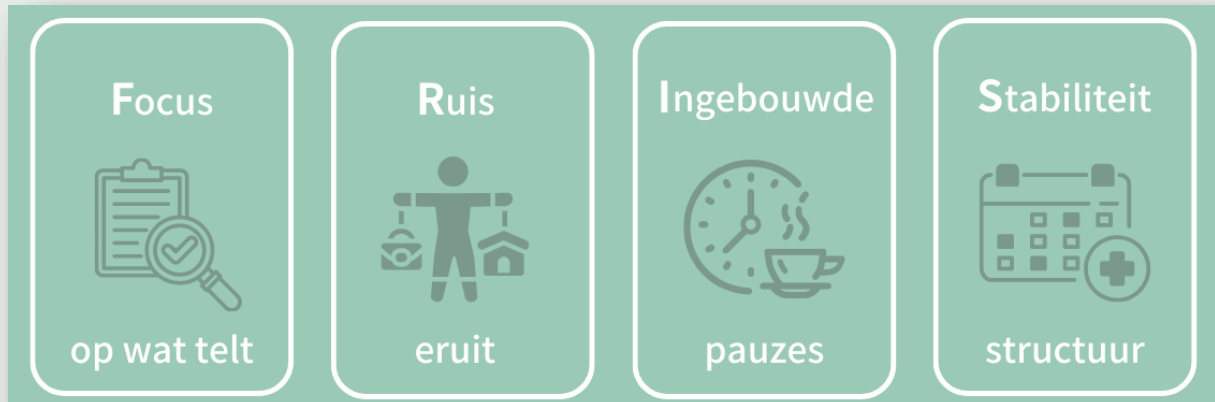 Focus
op wat telt
Ruis
eruit
Ingebouwde
pauzes
Stabiliteit
structuur